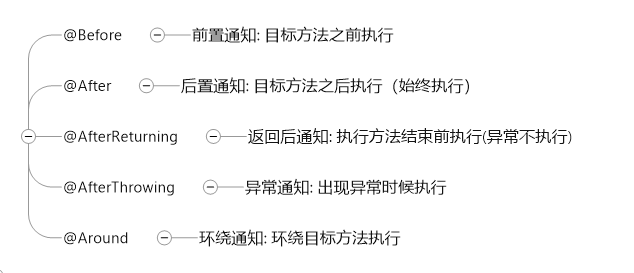 @Before 前置通知: 目标方法之前执行
@After 后置通知: 目标方法之后执行（始终执行）
@AfterReturning 返回后通知: 执行方法结束前执行(异常不执行)
@AfterThrowing 异常通知: 出现异常时候执行
@Around 环绕通知: 环绕目标方法执行